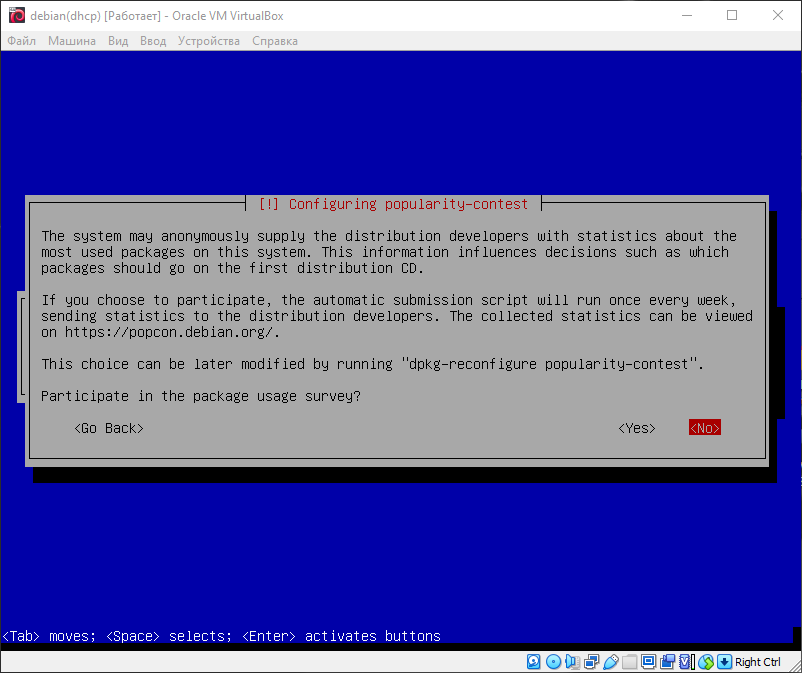 debian(dhcp) [Работает] - Oracle VM VirtualBox
Файл Машина Вид Ввод Устройства Справка
[!] Configuring popularity-contest
The system may anonymously supply the distribution developers with statistics about the
most used packages on this system. This information influences decisions such as which
packages should go on the first distribution CD.
If you choose to participate, the automatic submission script will run once every week,
sending statistics to the distribution developers. The collected statistics can be viewed
on https://popcon.debian.org/.
This choice can be later modified by running "dpkg-reconfigure popularity-contest".
Participate in the package usage survey?
<Go Back> <Yes> <No>
<Tab> moves; <Space> selects; <Enter> activates buttons
Right Ctrl